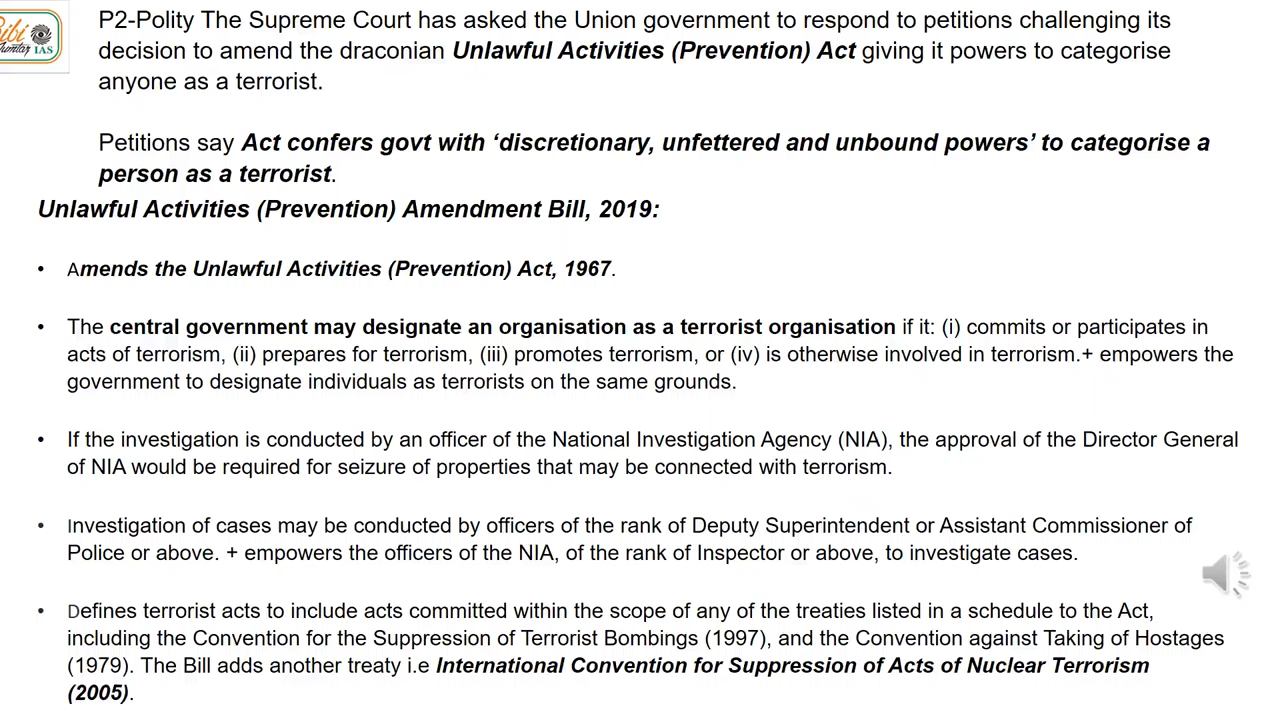 ibi
IAS
P2-Polity The Supreme Court has asked the Union government to respond to petitions challenging its
decision to amend the draconian Unlawful Activities (Prevention) Act giving it powers to categorise
anyone as a terrorist.
Petitions say Act confers govt with ‘discretionary, unfettered and unbound powers’ to categorise a
person as a terrorist.
Unlawful Activities (Prevention) Amendment Bill, 2019:
• Amends the Unlawful Activities (Prevention) Act, 1967.
• The central government may designate an organisation as a terrorist organisation if it: (i) commits or participates in
acts of terrorism, (ii) prepares for terrorism, (iii) promotes terrorism, or (iv) is otherwise involved in terrorism.+ empowers the
government to designate individuals as terrorists on the same grounds.
• If the investigation is conducted by an officer of the National Investigation Agency (NIA), the approval of the Director General
of NIA would be required for seizure of properties that may be connected with terrorism.
• Investigation of cases may be conducted by officers of the rank of Deputy Superintendent or Assistant Commissioner of
Police or above. + empowers the officers of the NIA, of the rank of Inspector or above, to investigate cases.
• Defines terrorist acts to include acts committed within the scope of any of the treaties listed in a schedule to the Act,
including the Convention for the Suppression of Terrorist Bombings (1997), and the Convention against Taking of Hostages
(1979). The Bill adds another treaty i.e International Convention for Suppression of Acts of Nuclear Terrorism
(2005).